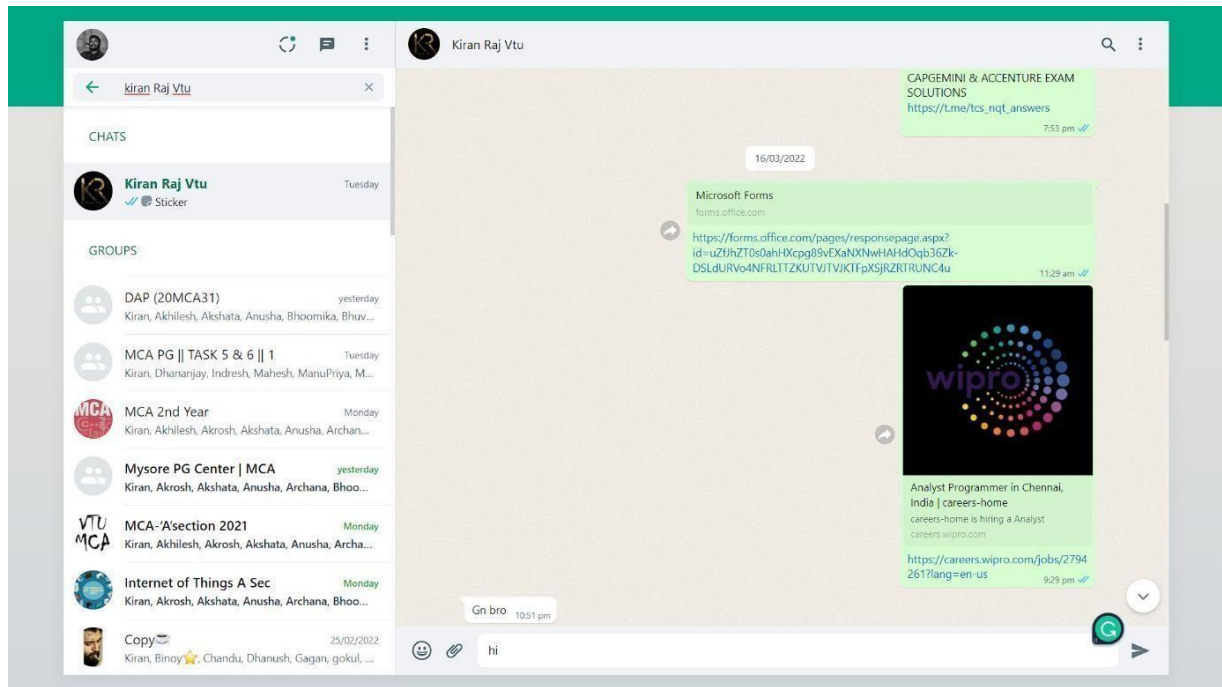 kiran Raj Vtu
CHATS
Kiran Raj Vtu
Tuesday
Sticker
GROUPS
DAP (20MCA31)
yesterday
Kiran, Akhilesh, Akshata, Anusha, Bhoomika, Bhuv...
MCA PG || TASK 5 & 6 || 1
Tuesday
Kiran, Dhananjay, Indresh, Mahesh, ManuPriya, M...
MCA
C++
MCA 2nd Year
Monday
Kiran, Akhilesh, Akrosh, Akshata, Anusha, Archan...
Mysore PG Center | MCA
yesterday
Kiran, Akrosh, Akshata, Anusha, Archana, Bhoo...
VTU
MCA
MCA-'A'section 2021
Monday
Kiran, Akhilesh, Akrosh, Akshata, Anusha, Archa...
Internet of Things A Sec
Monday
Kiran, Akrosh, Akshata, Anusha, Archana, Bhoo...
Copy☕
25/02/2022
Kiran, Binoy⭐, Chandu, Dhanush, Gagan, gokul, ...
KR
Kiran Raj Vtu
CAPGEMINI & ACCENTURE EXAM
SOLUTIONS
https://t.me/tcs_nqt_answers
7:53 pm
16/03/2022
Microsoft Forms
forms.office.com
https://forms.office.com/pages/responsepage.aspx?
11:29 am
wipro
Analyst Programmer in Chennai,
India | careers-home
careers-home is hiring a Analyst
careers.wipro.com
https://careers.wipro.com/jobs/2794
261?lang=en-us
9:29 pm
Gn bro
10:51 pm
hi